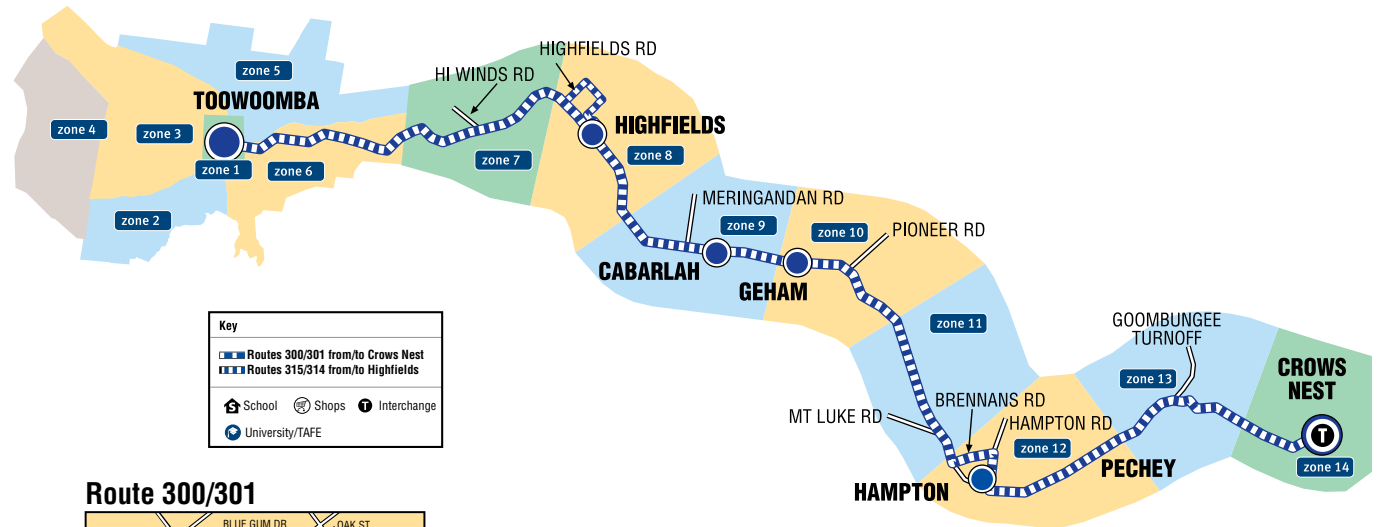 HIGHFIELDS RD
zone 5
HI WINDS RD
TOOWOOMBA
zone 4
zone 3
HIGHFIELDS
zone 1
zone 6
zone 7
zone 8
MERINGANDAN RD
zone 2
zone 9
zone 10
PIONEER RD
CABARLAH
GEHAM
zone 11
GOOMBUNGEE
TURNOFF
CROWS
NEST
zone 13
BRENNANS RD
MT LUKE RD
HAMPTON RD
zone 12
T
PECHEY
zone 14
HAMPTON
Key
Routes 300/301 from/to Crows Nest
Routes 315/314 from/to Highfields
S School
Shops
T Interchange
University/TAFE
Route 300/301
BLUE GUM DR
OAK ST